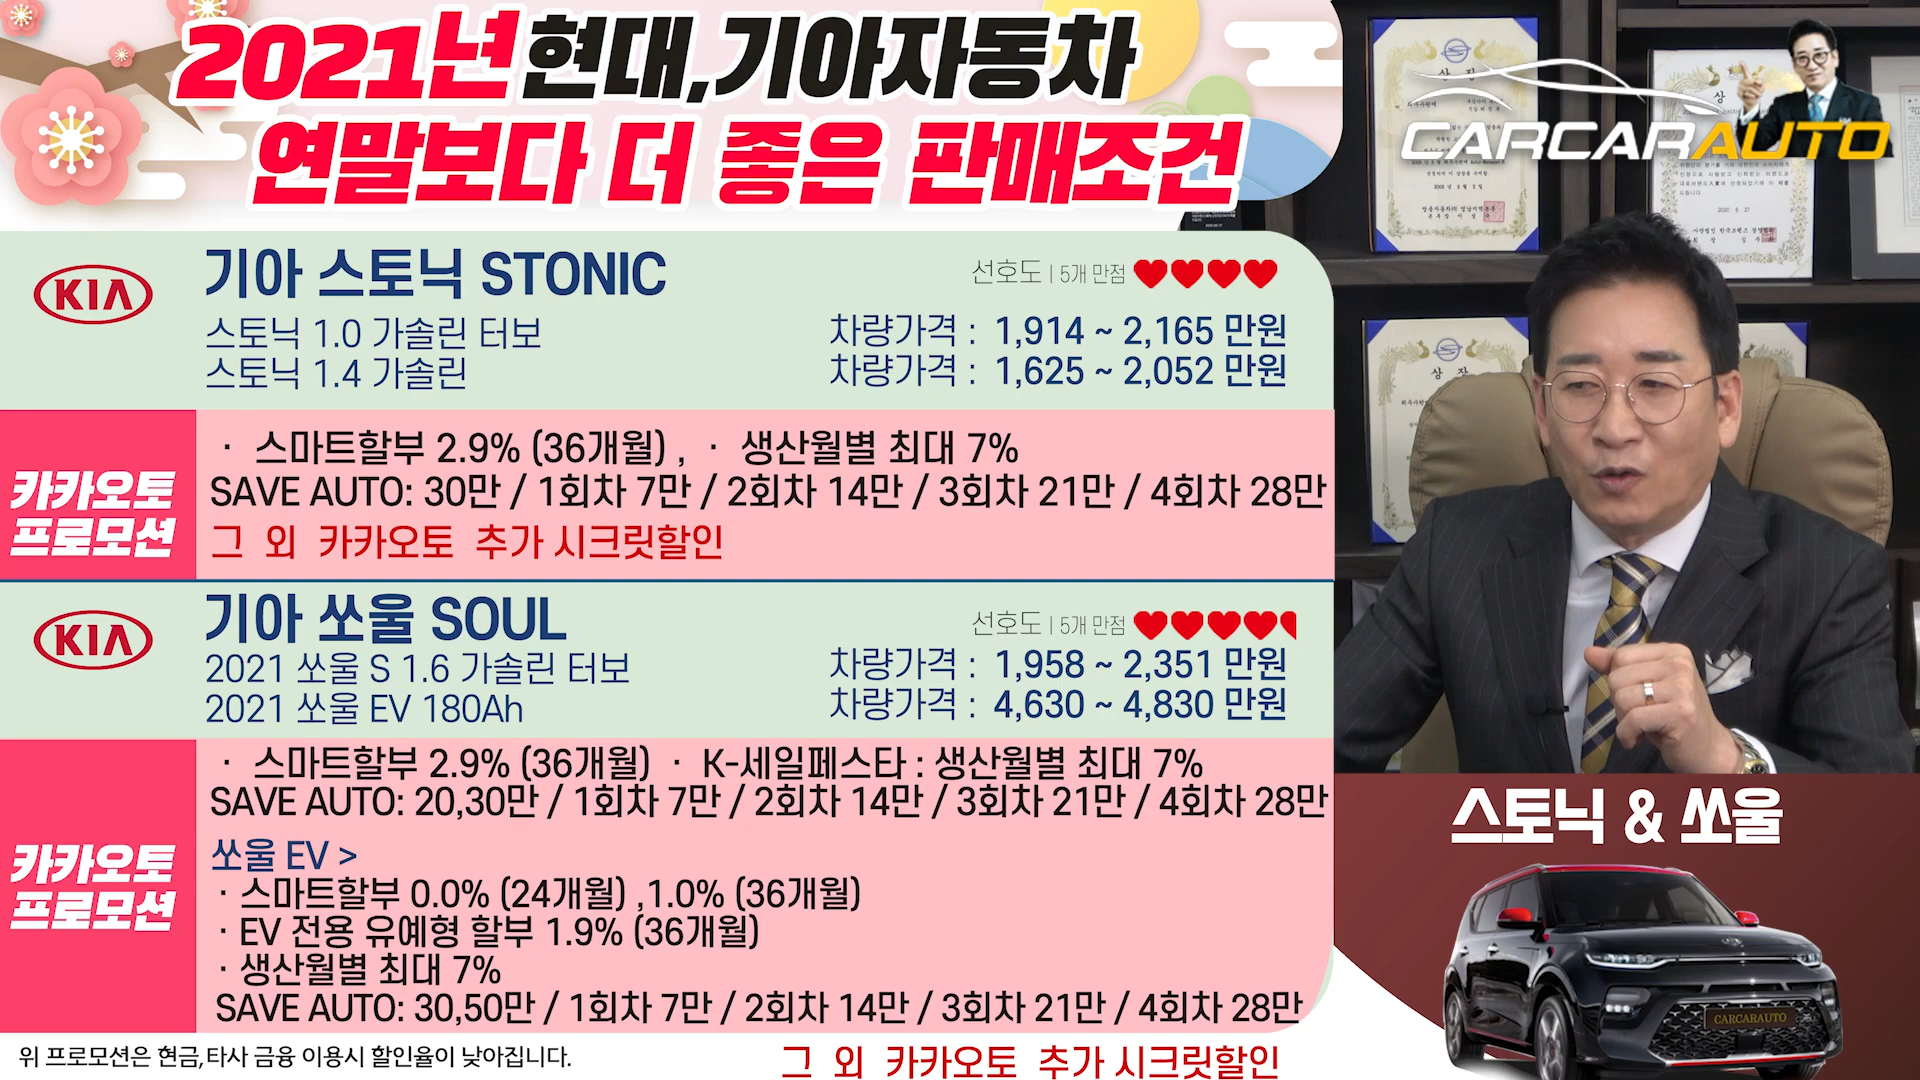 2021년 현대,기아자동차
연말보다 더 좋은 판매조건
CARCARAUTO
상 장
상
KIA
기아 스토닉 STONIC
선호도 | 5개 만점
스토닉 1.0 가솔린 터보
차량가격 : 1,914 ~ 2,165 만원
스토닉 1.4 가솔린
차량가격 : 1,625 ~ 2,052 만원
카카오토
프로모션
· 스마트할부 2.9% (36개월) , · 생산월별 최대 7%
SAVE AUTO: 30만 / 1회차 7만 / 2회차 14만 / 3회차 21만 / 4회차 28만
그 외 카카오토 추가 시크릿할인
상 장
KIA
기아 쏘울 SOUL
선호도 | 5개 만점
2021 쏘울 S 1.6 가솔린 터보
차량가격 : 1,958 ~ 2,351 만원
2021 쏘울 EV 180Ah
차량가격 : 4,630 ~ 4,830 만원
카카오토
프로모션
· 스마트할부 2.9% (36개월) · K-세일페스타 : 생산월별 최대 7%
SAVE AUTO: 20,30만 / 1회차 7만 / 2회차 14만 / 3회차 21만 / 4회차 28만
쏘울 EV >
· 스마트할부 0.0% (24개월) ,1.0% (36개월)
· EV 전용 유예형 할부 1.9% (36개월)
· 생산월별 최대 7%
SAVE AUTO: 30,50만 / 1회차 7만 / 2회차 14만 / 3회차 21만 / 4회차 28만
위 프로모션은 현금,타사 금융 이용시 할인율이 낮아집니다.
그 외 카카오토 추가 시크릿할인
스토닉 & 쏘울
CARCARAUTO